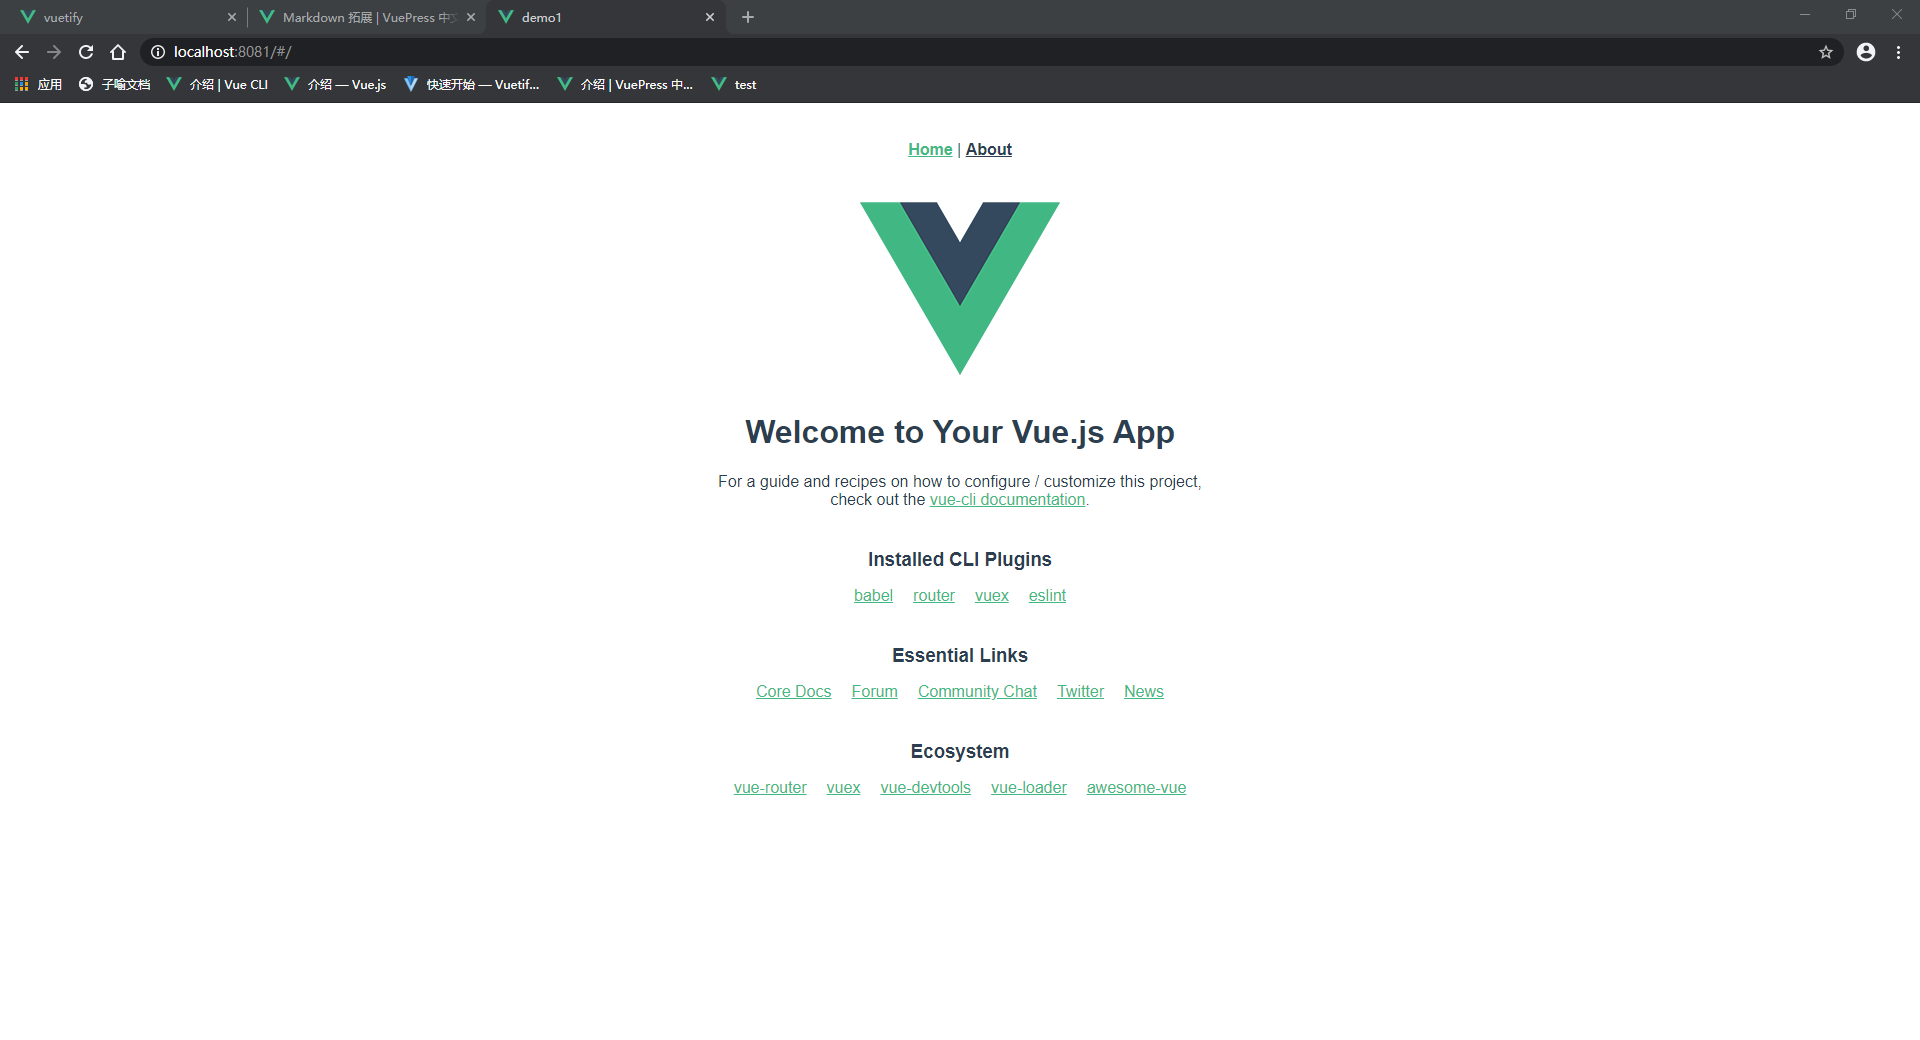 vuetify
Markdown 拓展 | VuePress 中
demo1
localhost:8081/#/
应用
子喻文档
介绍 | Vue CLI
介绍 — Vue.js
快速开始 — Vuetif...
介绍 | VuePress 中...
test
Home | About
Welcome to Your Vue.js App
For a guide and recipes on how to configure / customize this project,
check out the vue-cli documentation.
Installed CLI Plugins
babel router vuex eslint
Essential Links
Core Docs Forum Community Chat Twitter News
Ecosystem
vue-router vuex vue-devtools vue-loader awesome-vue